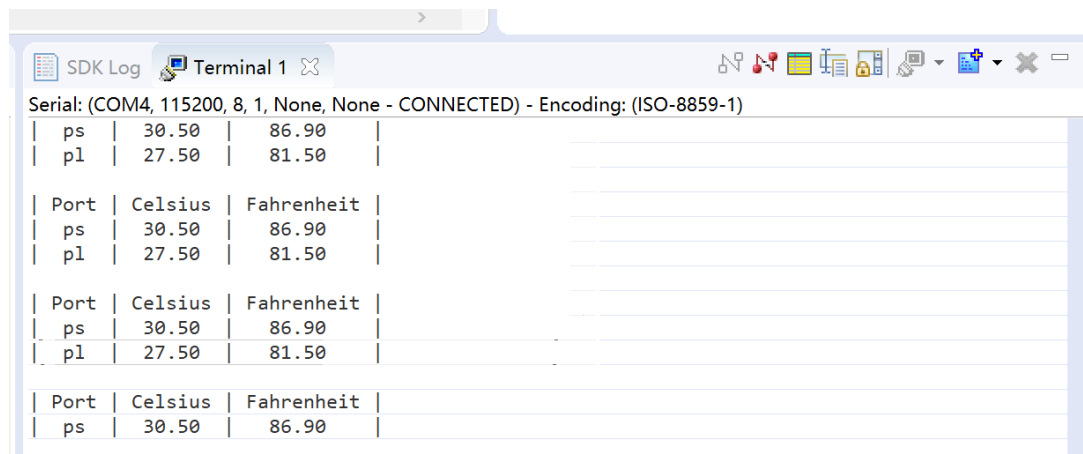 SDK Log Terminal 1
Serial: (COM4, 115200, 8, 1, None, None - CONNECTED) - Encoding: (ISO-8859-1)
| ps | 30.50 | 86.90 |
| pl | 27.50 | 81.50 |
| Port | Celsius | Fahrenheit |
| ps | 30.50 | 86.90 |
| pl | 27.50 | 81.50 |
| Port | Celsius | Fahrenheit |
| ps | 30.50 | 86.90 |
| pl | 27.50 | 81.50 |
| Port | Celsius | Fahrenheit |
| ps | 30.50 | 86.90 |